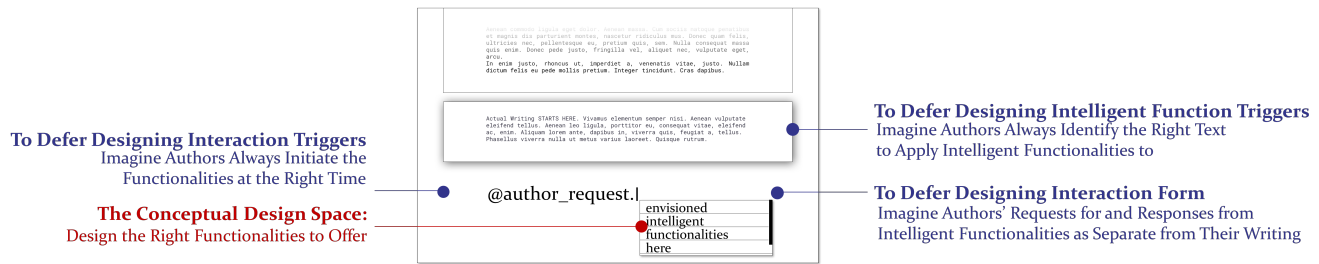 Aenean commodo ligula eget dolor. Aenean massa. Cum sociis natoque penatibus
et magnis dis parturient montes, nascetur ridiculus mus. Donec quam felis,
ultricies nec, pellentesque eu, pretium quis, sem. Nulla consequat massa
quis enim. Donec pede justo, fringilla vel, aliquet nec, vulputate eget,
arcu.
In enim justo, rhoncus ut, imperdiet a, venenatis vitae, justo. Nullam
dictum felis eu pede mollis pretium. Integer tincidunt. Cras dapibus.
Actual Writing STARTS HERE. Vivamus elementum semper nisi. Aenean vulputate
eleifend tellus. Aenean leo ligula, porttitor eu, consequat vitae, eleifend
ac, enim. Aliquam lorem ante, dapibus in, viverra quis, feugiat a, tellus.
Phasellus viverra nulla ut metus varius laoreet. Quisque rutrum.
To Defer Designing Intelligent Function Triggers
Imagine Authors Always Identify the Right Text
to Apply Intelligent Functionalities to
To Defer Designing Interaction Triggers
Imagine Authors Always Initiate the
Functionalities at the Right Time
@author_request.
To Defer Designing Interaction Form
Imagine Authors' Requests for and Responses from
Intelligent Functionalities as Separate from Their Writing
The Conceptual Design Space:
Design the Right Functionalities to Offer
envisioned
intelligent
functionalities
here